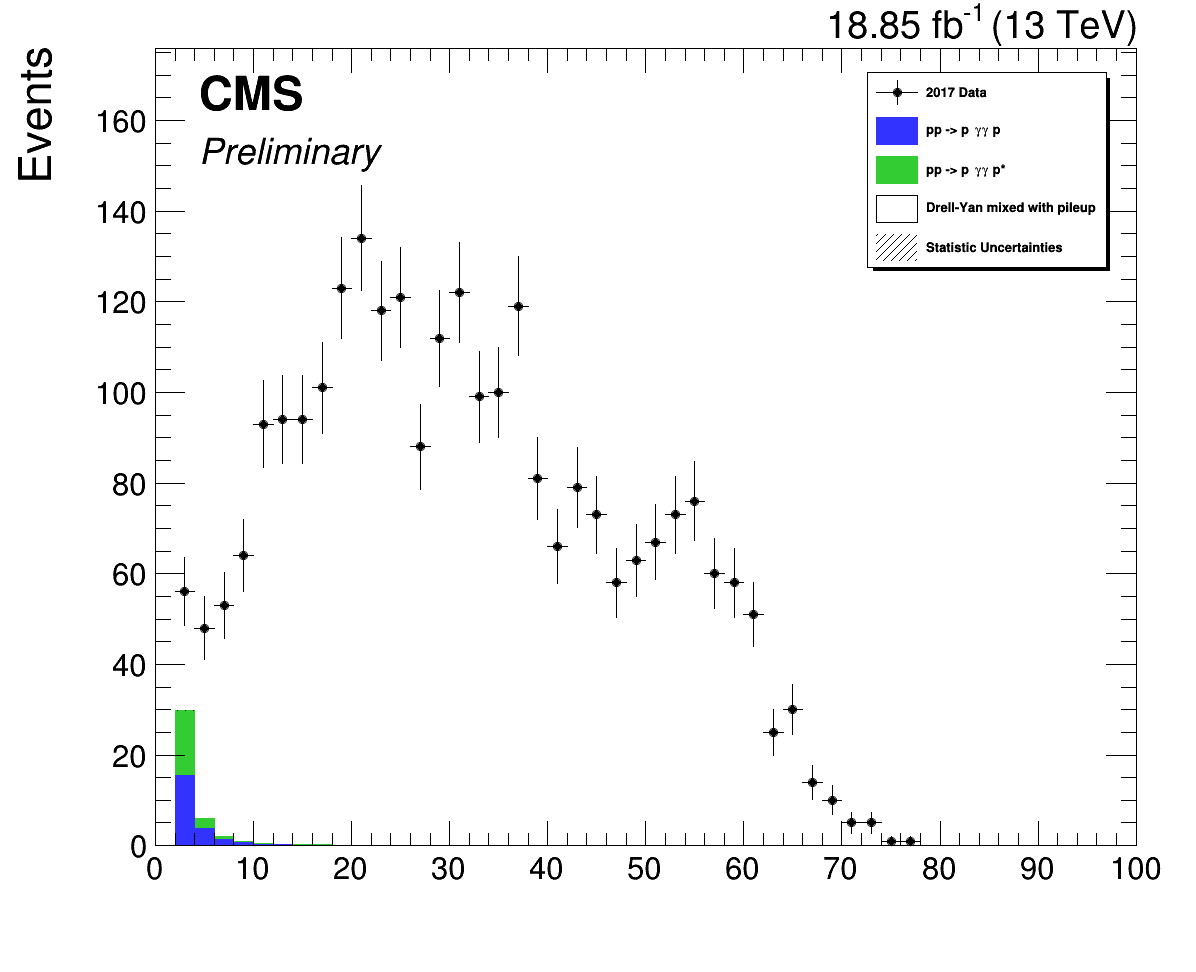 18.85 fb-1 (13 TeV)
Events
CMS
Preliminary
2017 Data
pp -> p γγ p
pp -> p γγ p*
Drell-Yan mixed with pileup
Statistic Uncertainties
160
140
120
100
80
60
40
20
0
0 10 20 30 40 50 60 70 80 90 100